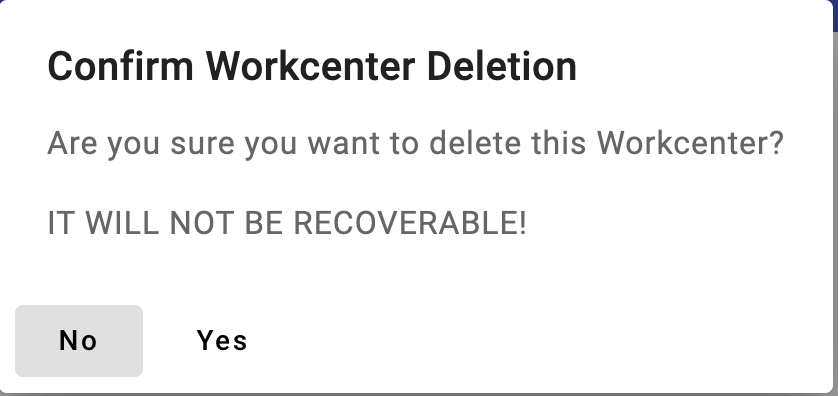 Confirm Workcenter Deletion
Are you sure you want to delete this Workcenter?
IT WILL NOT BE RECOVERABLE!
No Yes